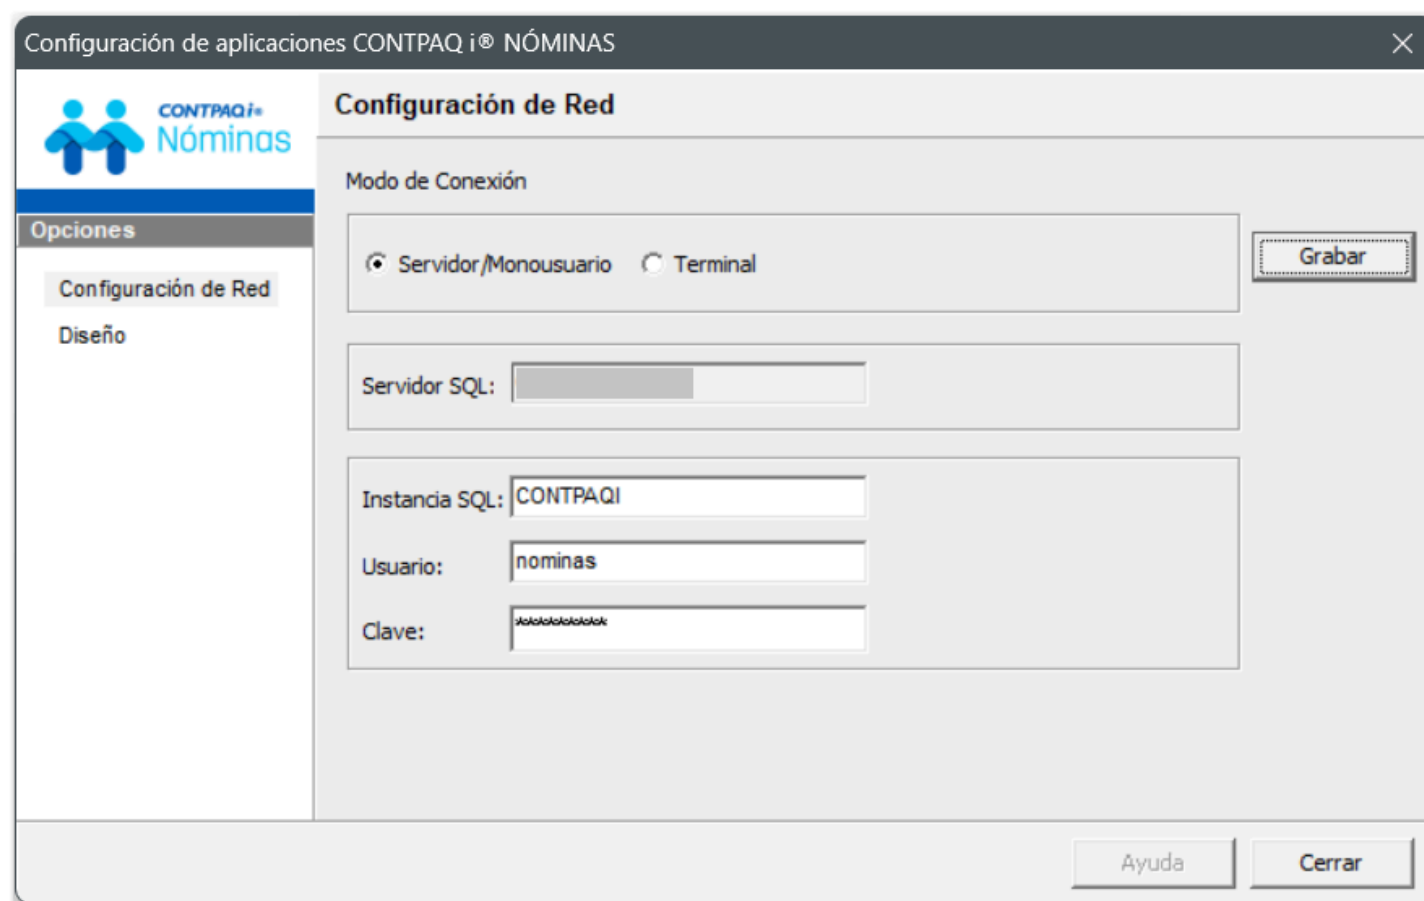 Configuración de aplicaciones CONTPAQ i® NÓMINAS
CONTPAQi®
Nóminas
Opciones
Configuración de Red
Diseño
Configuración de Red
Modo de Conexión
Servidor/Monousuario Terminal
Grabar
Servidor SQL:
Instancia SQL: CONTPAQI
Usuario: nominas
Clave: **********
Ayuda Cerrar